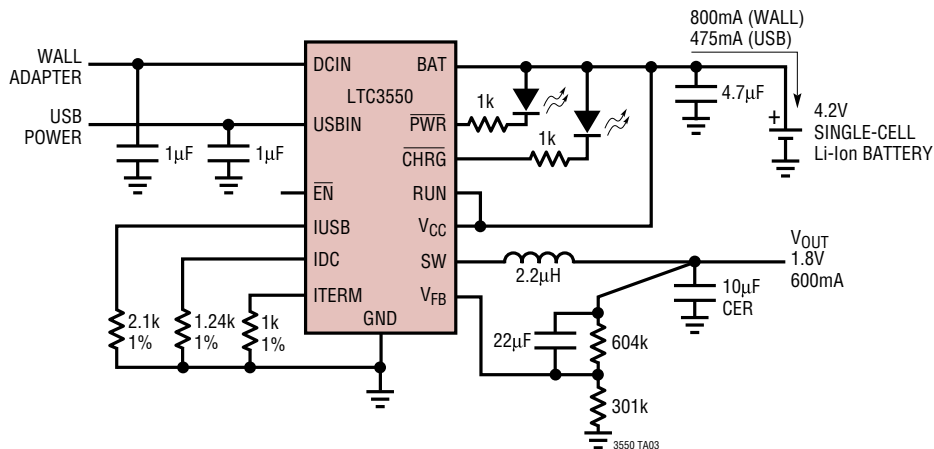 800mA (WALL)
475mA (USB)
WALL
ADAPTER
USB
POWER
1µF
1µF
DCIN
BAT
LTC3550
USBIN
PWR
CHRG
EN
RUN
IUSB
VCC
IDC
SW
ITERM
VFB
GND
1k
1k
4.7µF
+
4.2V
SINGLE-CELL
Li-Ion BATTERY
2.2µH
VOUT
1.8V
600mA
10µF
CER
2.1k
1%
1.24k
1%
1k
1%
22µF
604k
301k
3550 TA03